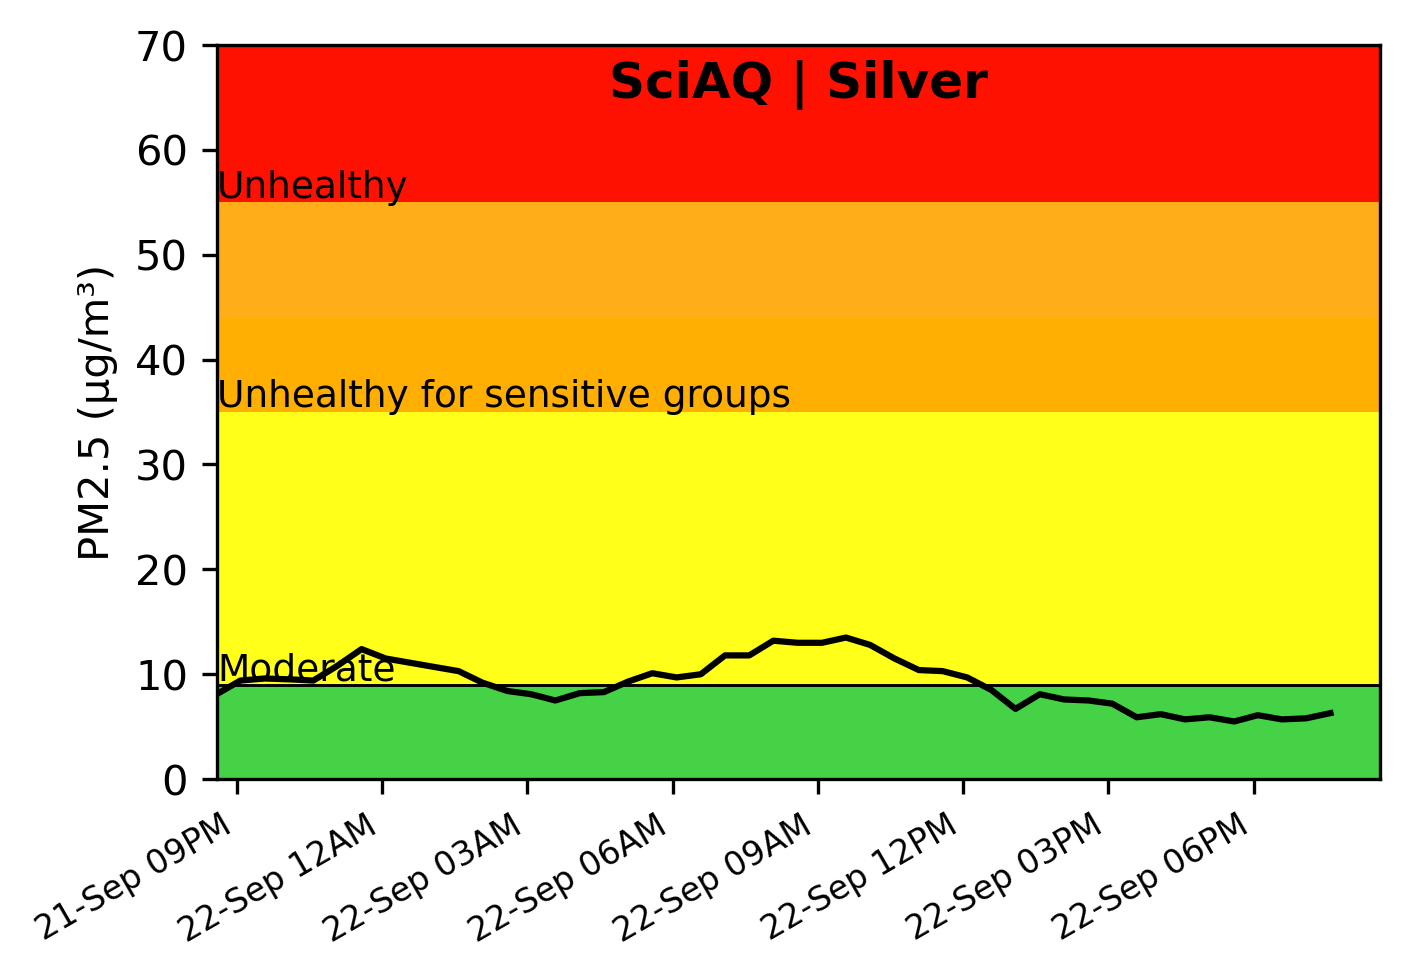 SciAQ | Silver
PM2.5 (µg/m³)
70
60
50
40
30
20
10
0
Unhealthy
Unhealthy for sensitive groups
Moderate
21-Sep 09PM
22-Sep 12AM
22-Sep 03AM
22-Sep 06AM
22-Sep 09AM
22-Sep 12PM
22-Sep 03PM
22-Sep 06PM